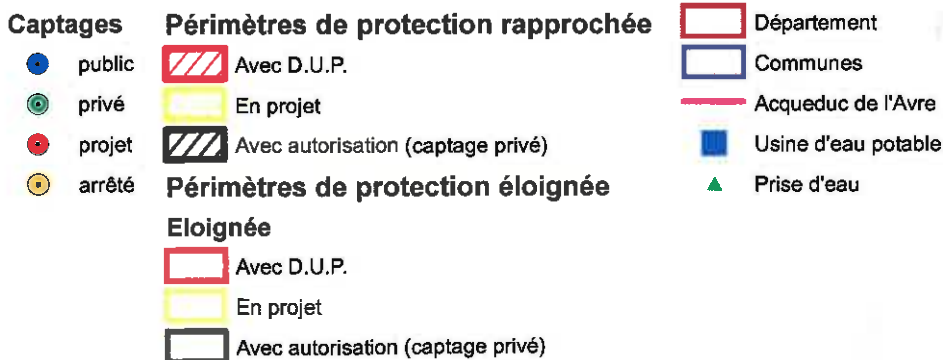 Captages
public
privé
projet
arrêté
Périmètres de protection rapprochée
Avec D.U.P.
En projet
Avec autorisation (captage privé)
Périmètres de protection éloignée
Eloignée
Avec D.U.P.
En projet
Avec autorisation (captage privé)
Département
Communes
Acqueduc de l'Avre
Usine d'eau potable
Prise d'eau